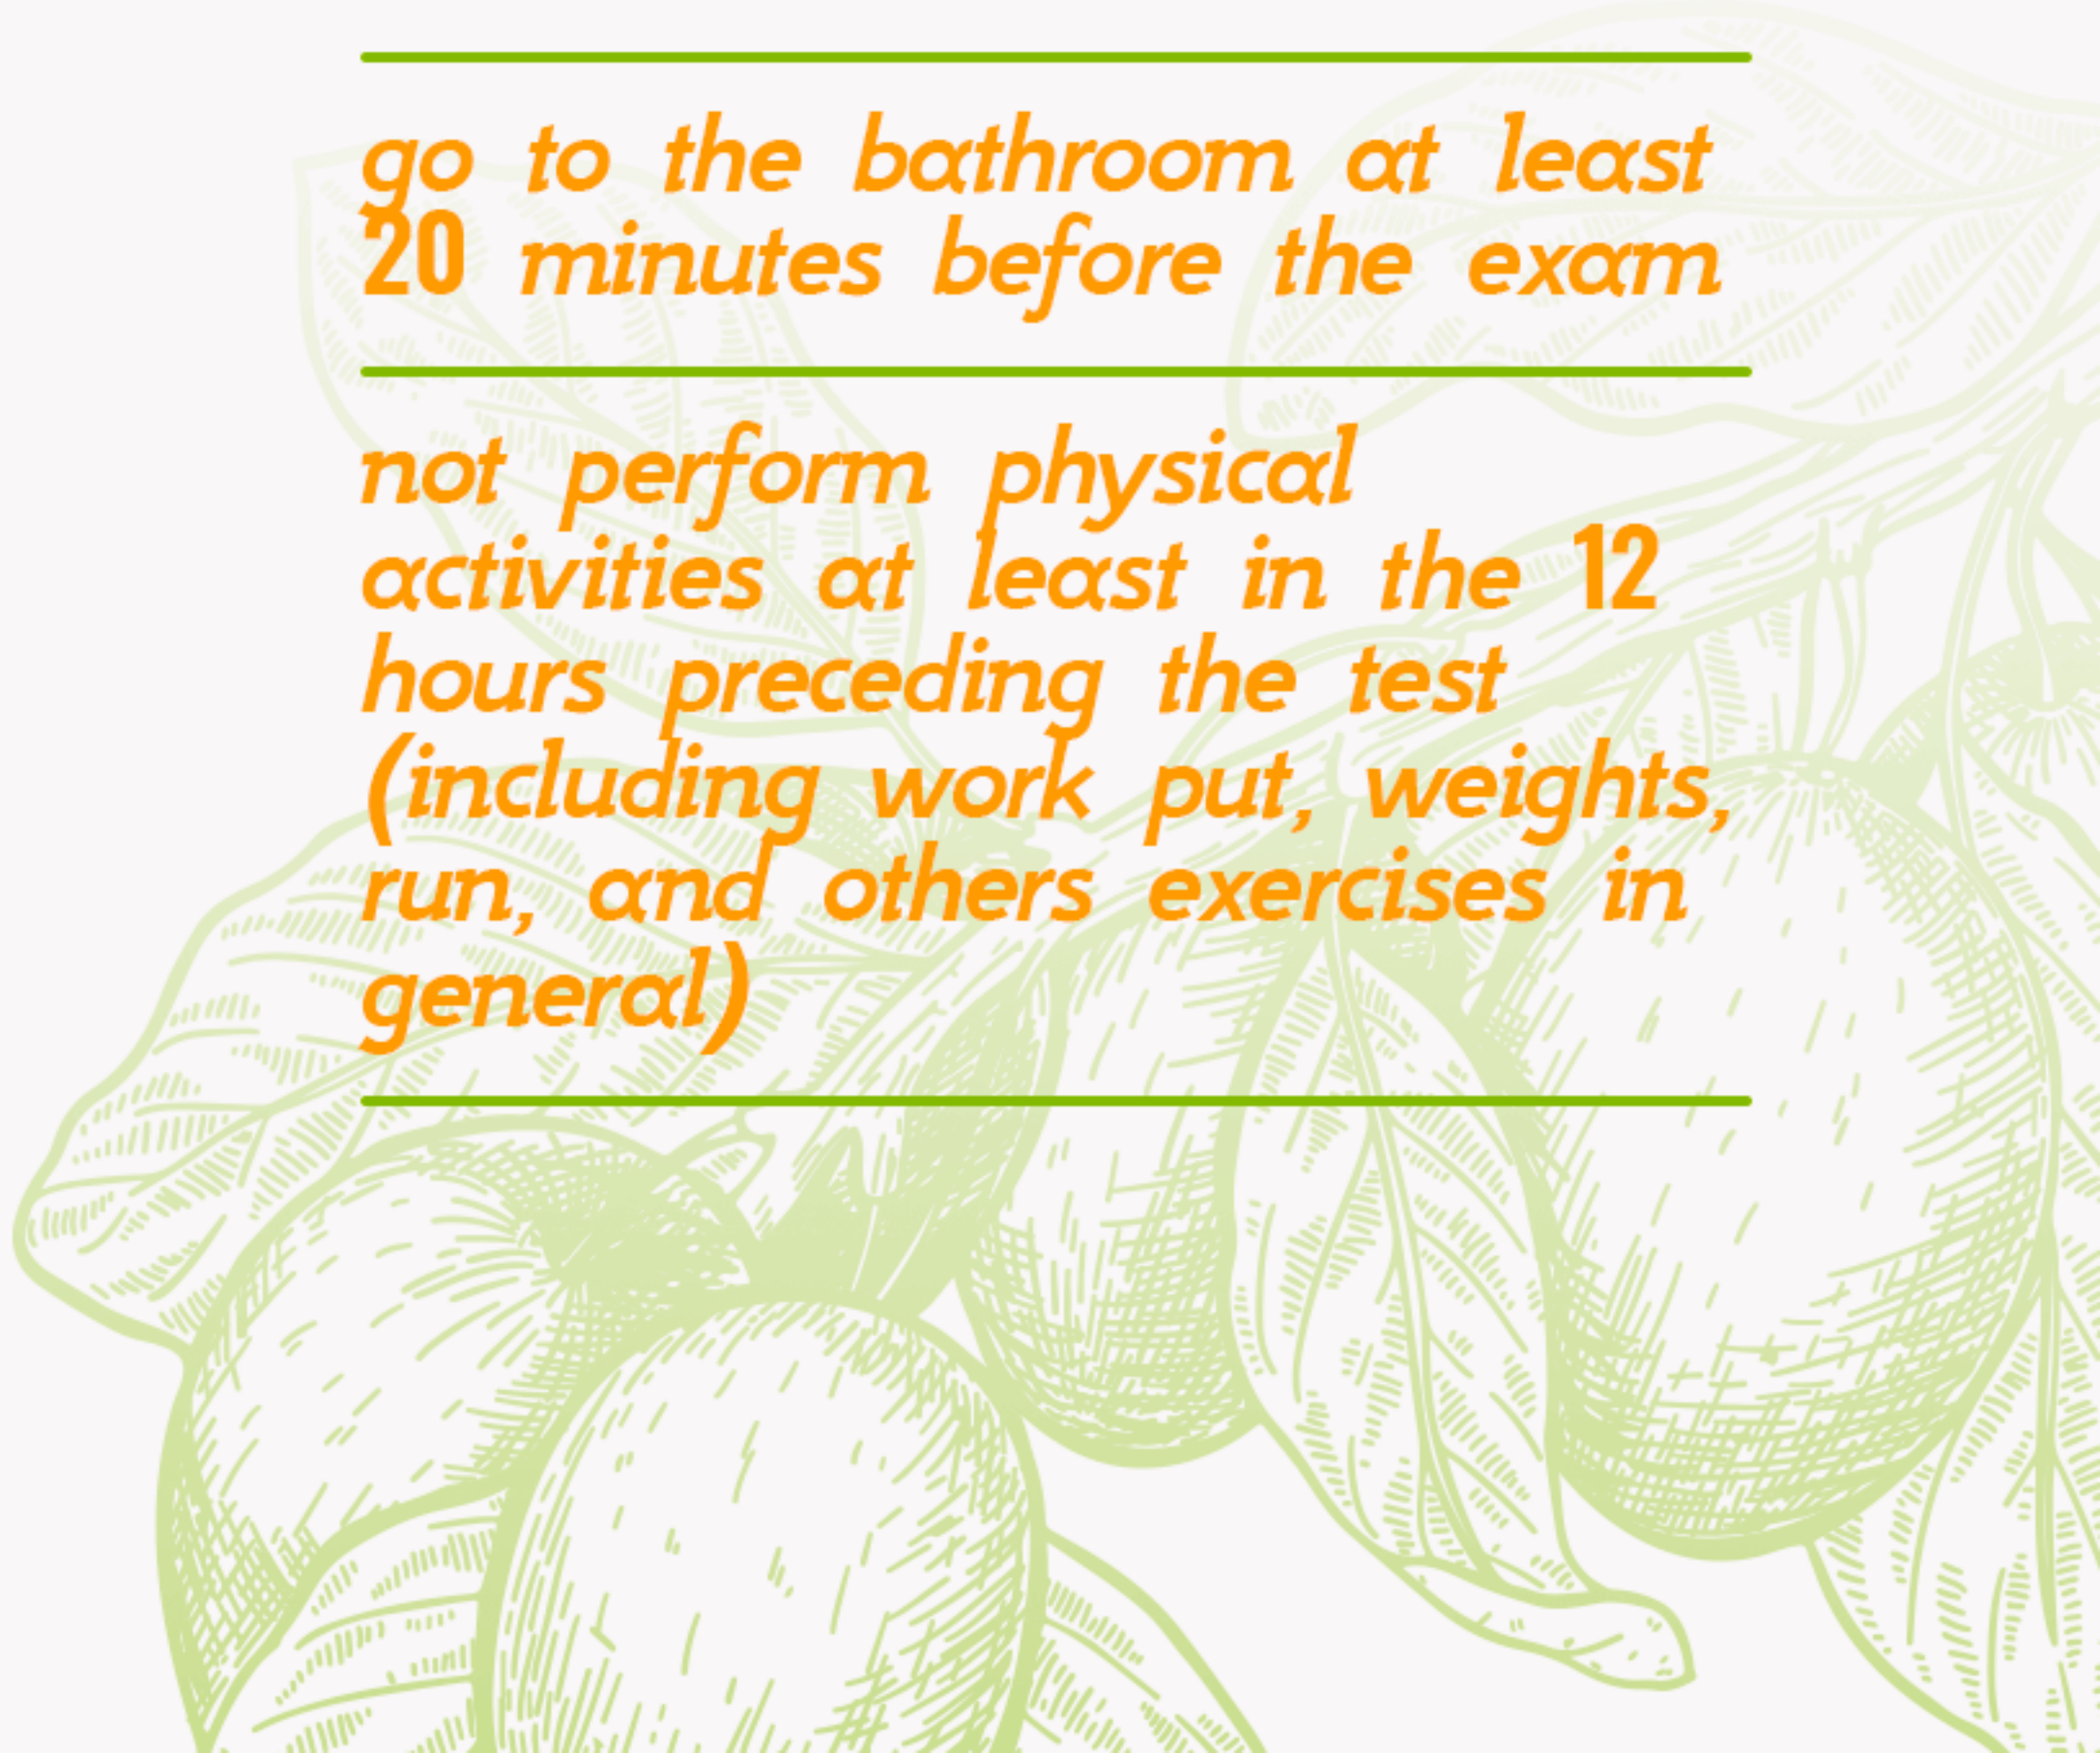 go to the bathroom at least
20 minutes before the exam
not perform physical
activities at least in the 12
hours preceding the test
(including work put, weights,
run, and others exercises in
general)